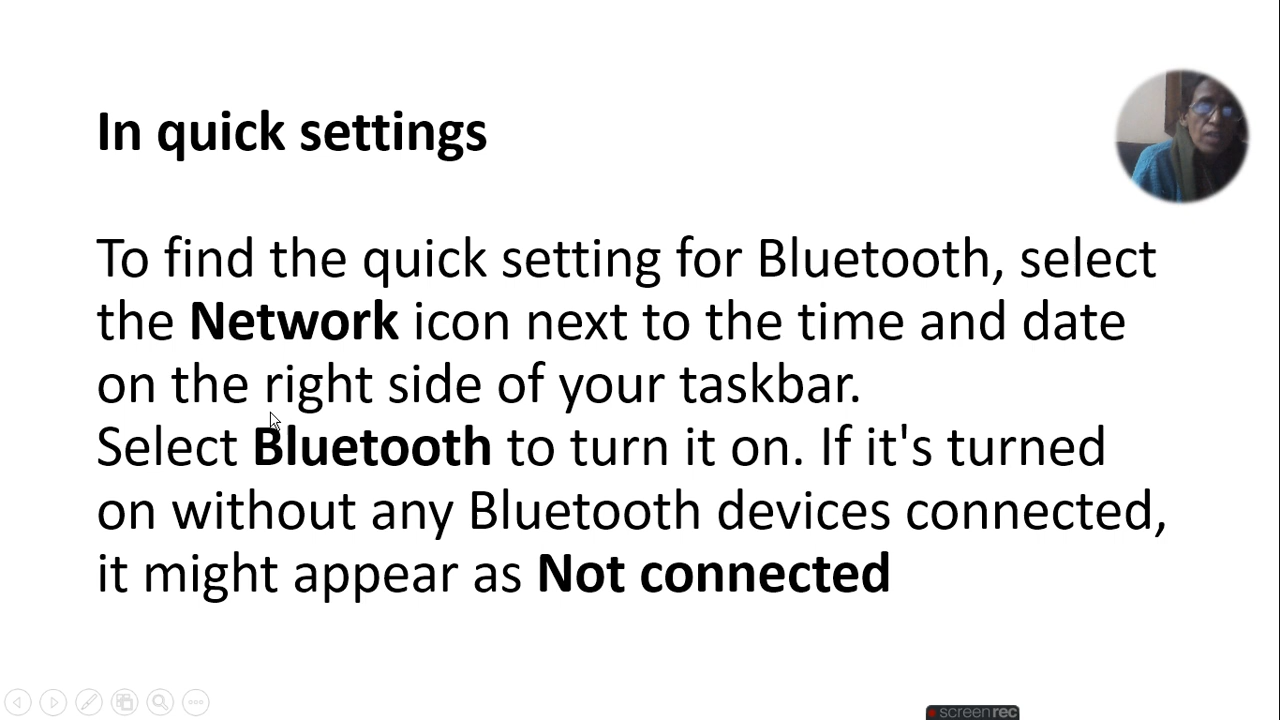 In quick settings
To find the quick setting for Bluetooth, select
the Network icon next to the time and date
on the right side of your taskbar.
Select Bluetooth to turn it on. If it's turned
on without any Bluetooth devices connected,
it might appear as Not connected
screenrec